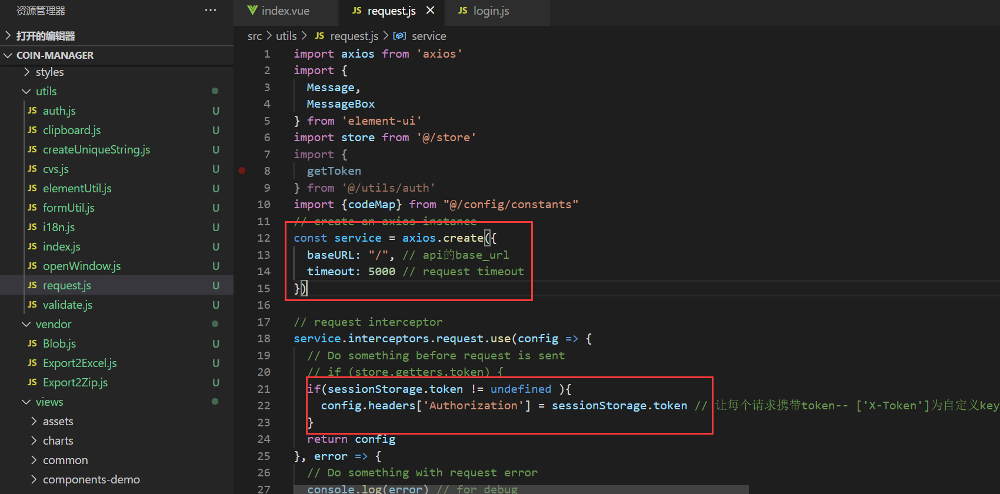 资源管理器 ···
打开的编辑器
COIN-MANAGER
styles
utils
JS auth.js U
JS clipboard.js U
JS createUniqueString.js U
JS cvs.js U
JS elementUtil.js U
JS formUtil.js U
JS i18n.js U
JS index.js U
JS openWindow.js U
JS request.js U
JS validate.js U
vendor
JS Blob.js U
JS Export2Excel.js U
JS Export2Zip.js U
views
assets
charts
common
components-demo
index.vue JS request.js × JS login.js
src > utils > JS request.js > service
1 import axios from 'axios'
2 import {
3 Message,
4 MessageBox
5 } from 'element-ui'
6 import store from '@/store'
7 import {
8 getToken
9 } from '@/utils/auth'
10 import {codeMap} from "@/config/constants"
11 // create an axios instance
12 const service = axios.create({
13 baseURL: "/", // api的base_url
14 timeout: 5000 // request timeout
15 })
16
17 // request interceptor
18 service.interceptors.request.use(config => {
19 // Do something before request is sent
20 // if (store.getters.token) {
21 if(sessionStorage.token != undefined ){
22 config.headers['Authorization'] = sessionStorage.token // 让每个请求携带token-- ['X-Token']为自定义key
23 }
24 return config
25 }, error => {
26 // Do something with request error
27 console.log(error) // for debug